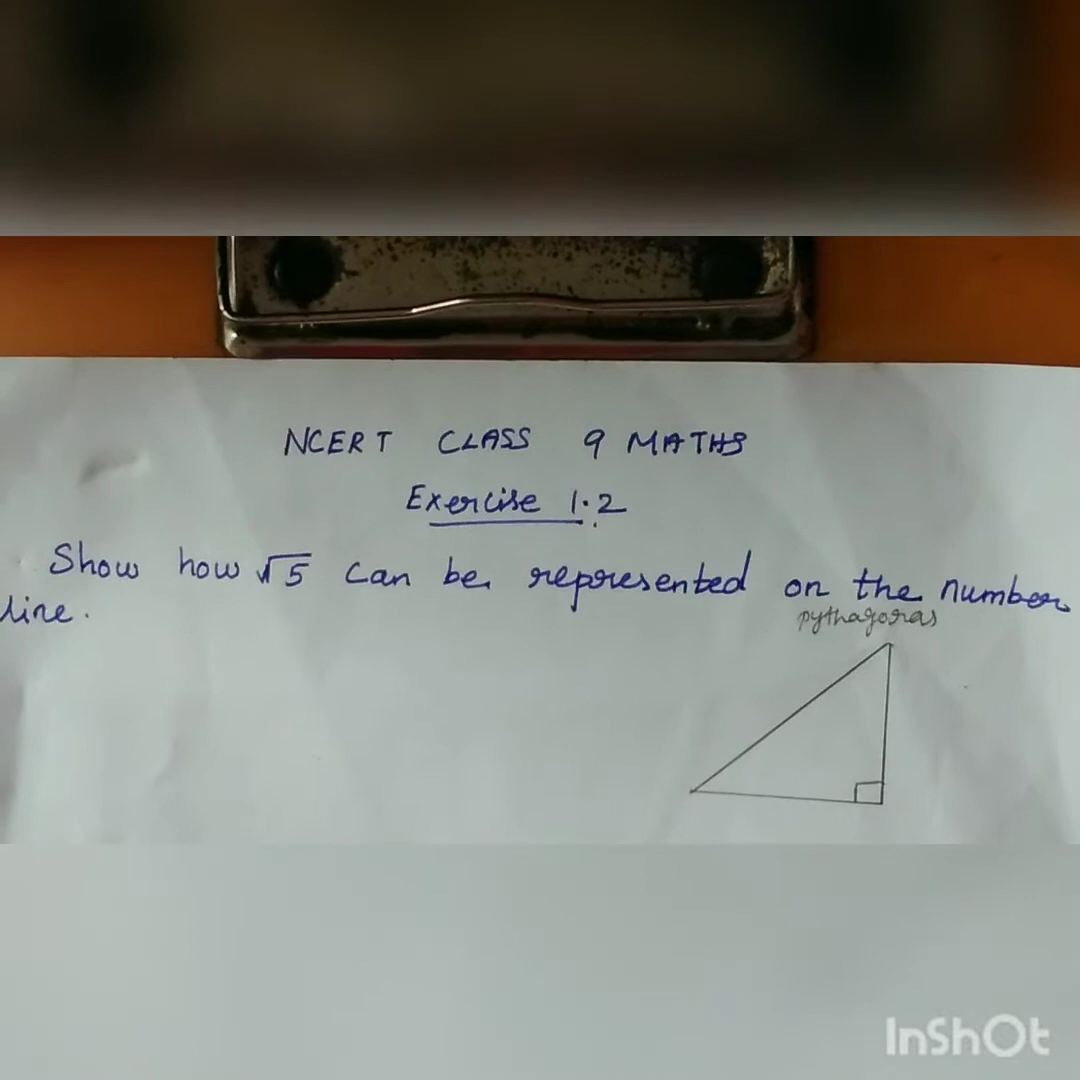 NCERT CLASS 9 MATHS
Exercise 1.2
Show how √5 can be represented on the number
line.
pythagoras
InShOt